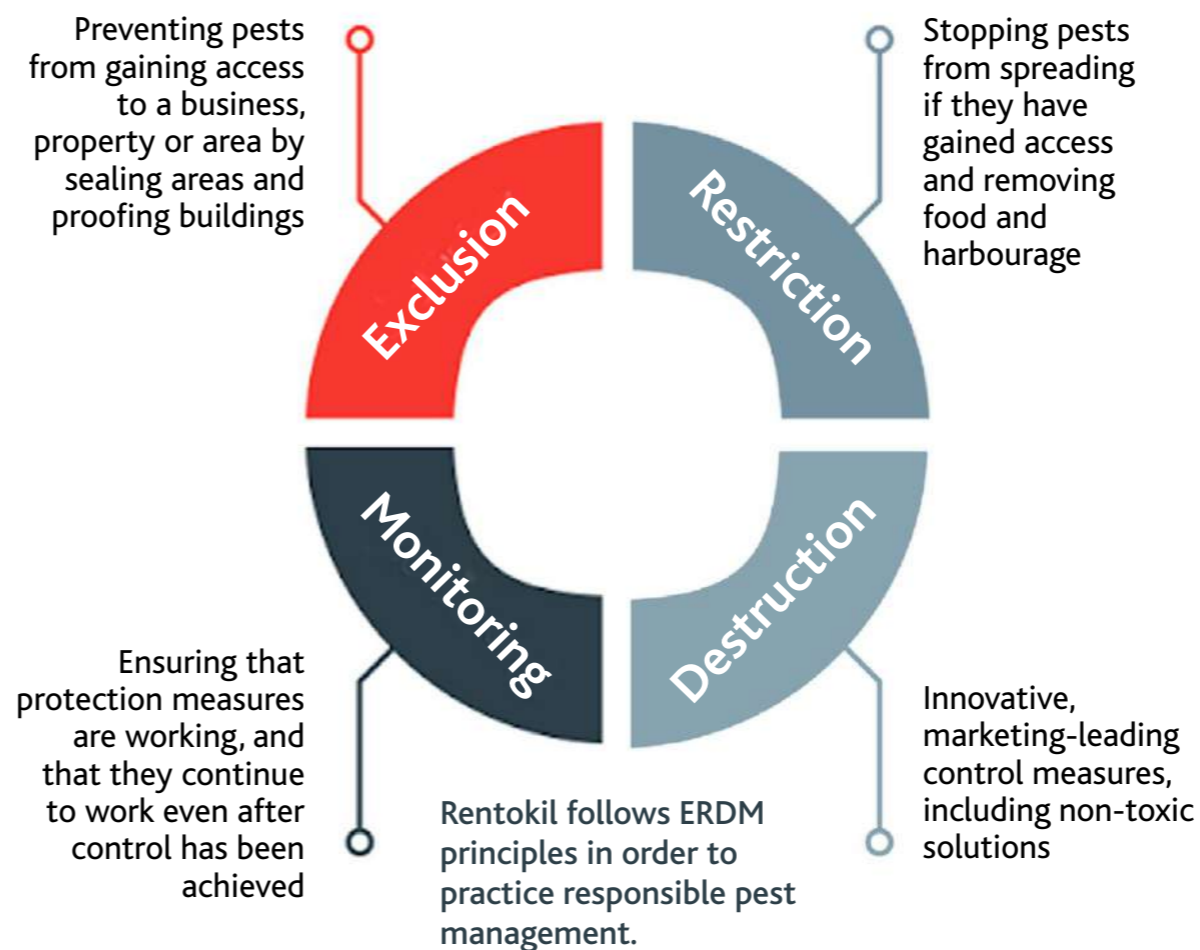 Preventing pests
from gaining access
to a business,
property or area by
sealing areas and
proofing buildings
Exclusion
Stopping pests
from spreading
if they have
gained access
and removing
food and
harbourage
Restriction
Ensuring that
protection measures
are working, and
that they continue
to work even after
control has been
achieved
Monitoring
Innovative,
marketing-leading
control measures,
including non-toxic
solutions
Destruction
Rentokil follows ERDM
principles in order to
practice responsible pest
management.